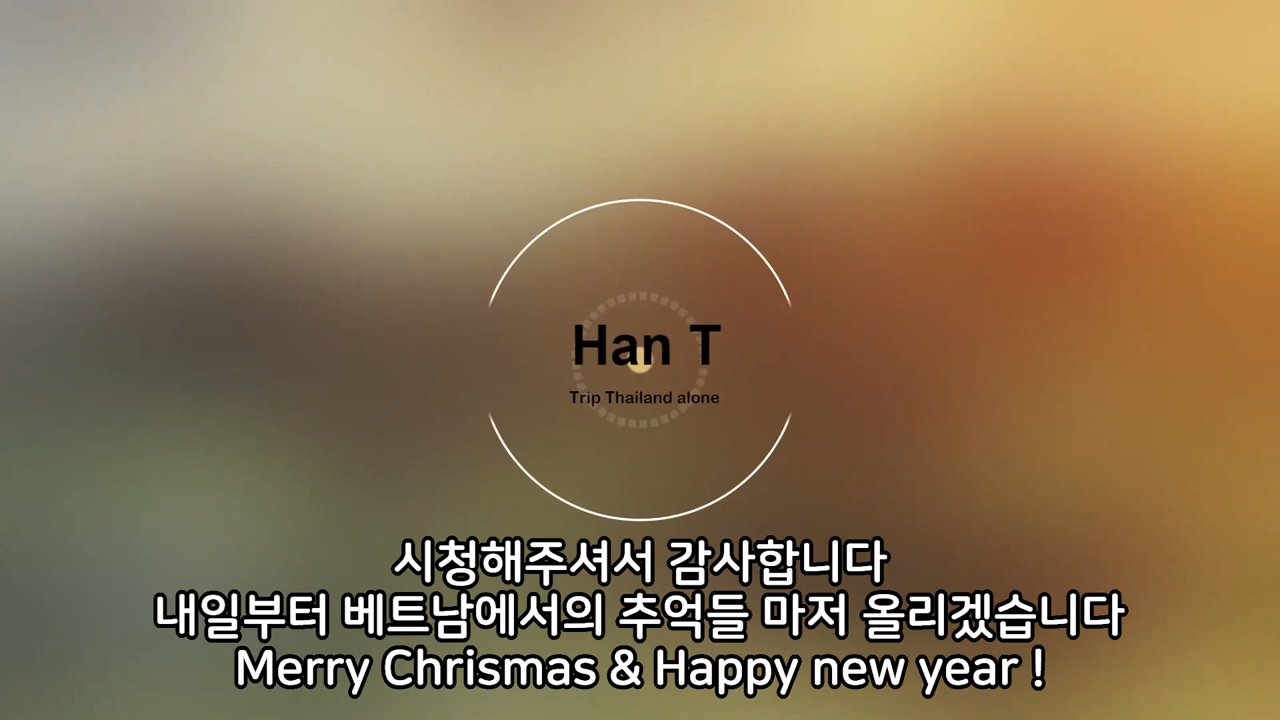 Han T
Trip Thailand alone
시청해주셔서 감사합니다
내일부터 베트남에서의 추억들 마저 올리겠습니다
Merry Chrismas & Happy new year !